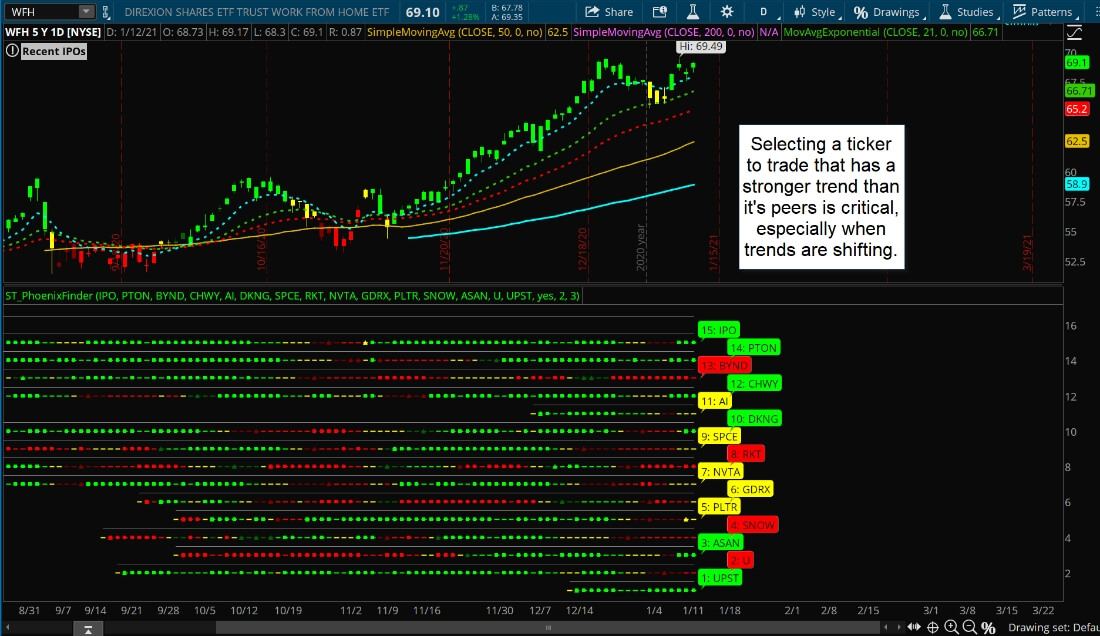 WFH DIREXION SHARES ETF TRUST WORK FROM HOME ETF 69.10 +.87 +1.28% B: 67.78 A: 69.35 Share D Style Drawings Studies Patterns
WFH 5 Y 1D [NYSE] D: 1/12/21 O: 68.73 H: 69.17 L: 68.3 C: 69.1 R: 0.87 SimpleMovingAvg (CLOSE, 50, 0, no) 62.5 SimpleMovingAvg (CLOSE, 200, 0, no) N/A MovAvgExponential (CLOSE, 21, 0, no) 66.71
Recent IPOs
Hi: 69.49
70
69.1
67.5
66.71
65.2
62.5
60
58.9
57.5
55
52.5
10/16/20
11/20/20
12/18/20
2020 year
1/15/21
3/19/21
Selecting a ticker
to trade that has a
stronger trend than
it's peers is critical,
especially when
trends are shifting.
ST_PhoenixFinder (IPO, PTON, BYND, CHWY, AI, DKNG, SPCE, RKT, NVTA, GDRX, PLTR, SNOW, ASAN, U, UPST, yes, 2, 3)
16
15: IPO
14: PTON
14
13: BYND
12: CHWY
12
11: AI
10: DKNG
10
9: SPCE
8: RKT
8
7: NVTA
6: GDRX
6
5: PLTR
4: SNOW
4
3: ASAN
2: U
2
1: UPST
8/31 9/7 9/14 9/21 9/28 10/5 10/12 10/19 11/2 11/9 11/16 11/30 12/7 12/14 1/4 1/11 1/18 2/1 2/8 2/15 3/1 3/8 3/15 3/22
Drawing set: Defau